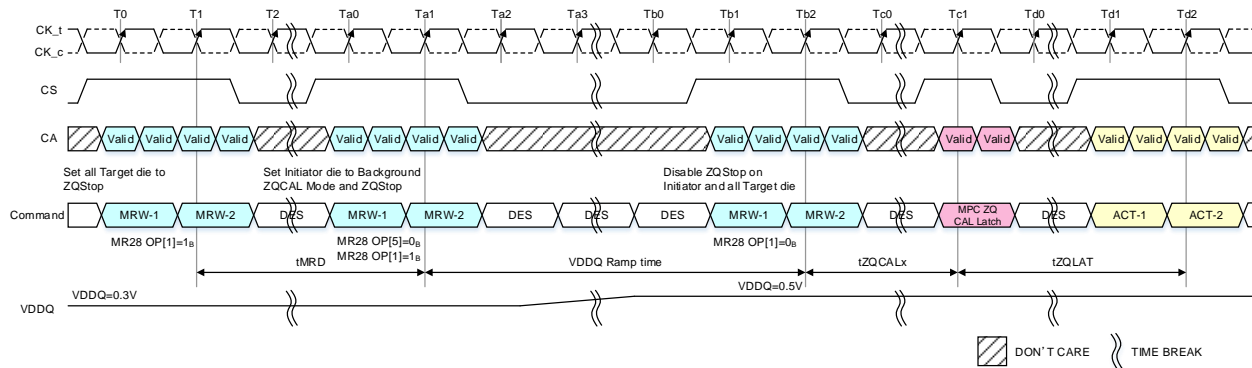 T0 T1 T2 Ta0 Ta1 Ta2 Ta3 Tb0 Tb1 Tb2 Tc0 Tc1 Td0 Td1 Td2
CK_t
CK_c
CS
CA Valid Valid Valid Valid Valid Valid Valid Valid Valid Valid Valid Valid Valid Valid Valid Valid Valid Valid
Set all Target die to
ZQStop
Set Initiator die to Background
ZQCAL Mode and ZQStop
Disable ZQStop on
Initiator and all Target die
Command MRW-1 MRW-2 DES MRW-1 MRW-2 DES DES DES MRW-1 MRW-2 DES MPC ZQ CAL Latch DES ACT-1 ACT-2
MR28 OP[1]=1B
MR28 OP[5]=0B
MR28 OP[1]=1B
MR28 OP[1]=0B
tMRD VDDQ Ramp time tZQCALx tZQLAT
VDDQ VDDQ=0.3V VDDQ=0.5V
DON'T CARE TIME BREAK